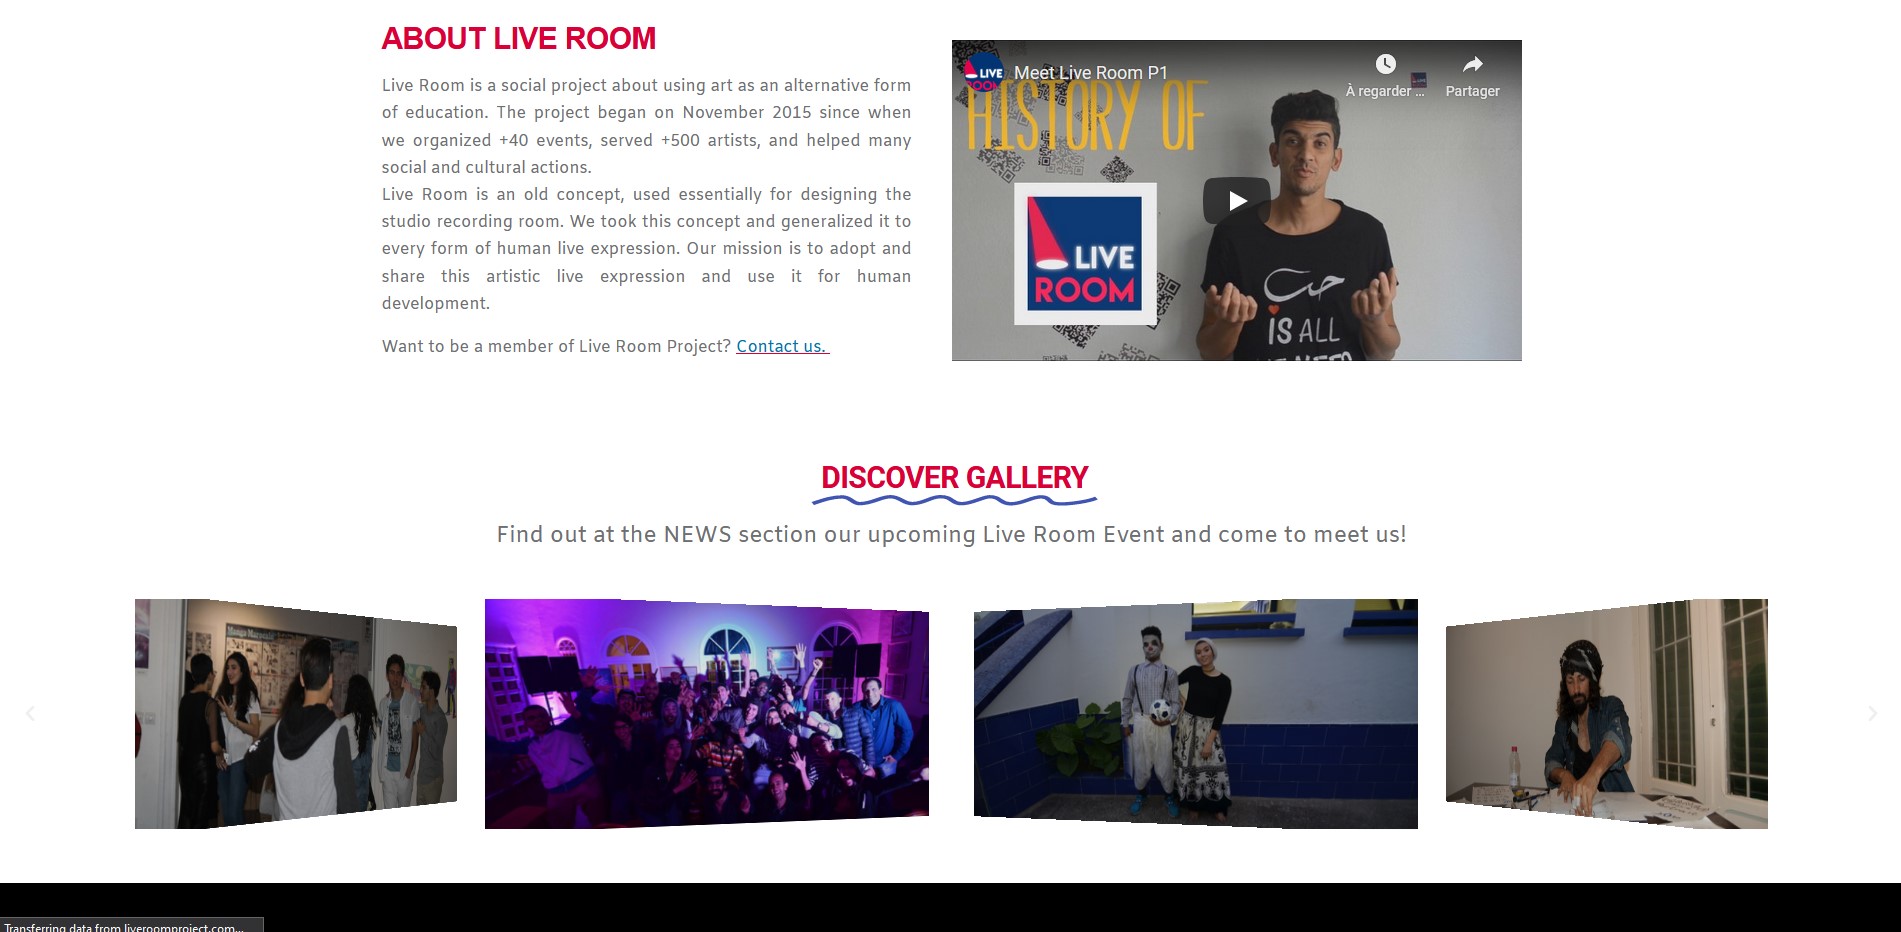 ABOUT LIVE ROOM
Live Room is a social project about using art as an alternative form
of education. The project began on November 2015 since when
we organized +40 events, served +500 artists, and helped many
social and cultural actions.
Live Room is an old concept, used essentially for designing the
studio recording room. We took this concept and generalized it to
every form of human live expression. Our mission is to adopt and
share this artistic live expression and use it for human
development.
Want to be a member of Live Room Project? Contact us.
LIVE
ROOM
Meet Live Room P1
À regarder ...
Partager
HISTORY OF
LIVE
ROOM
حب
IS ALL
WE NEED
DISCOVER GALLERY
Find out at the NEWS section our upcoming Live Room Event and come to meet us!
Transferring data from liveroomproject.com...